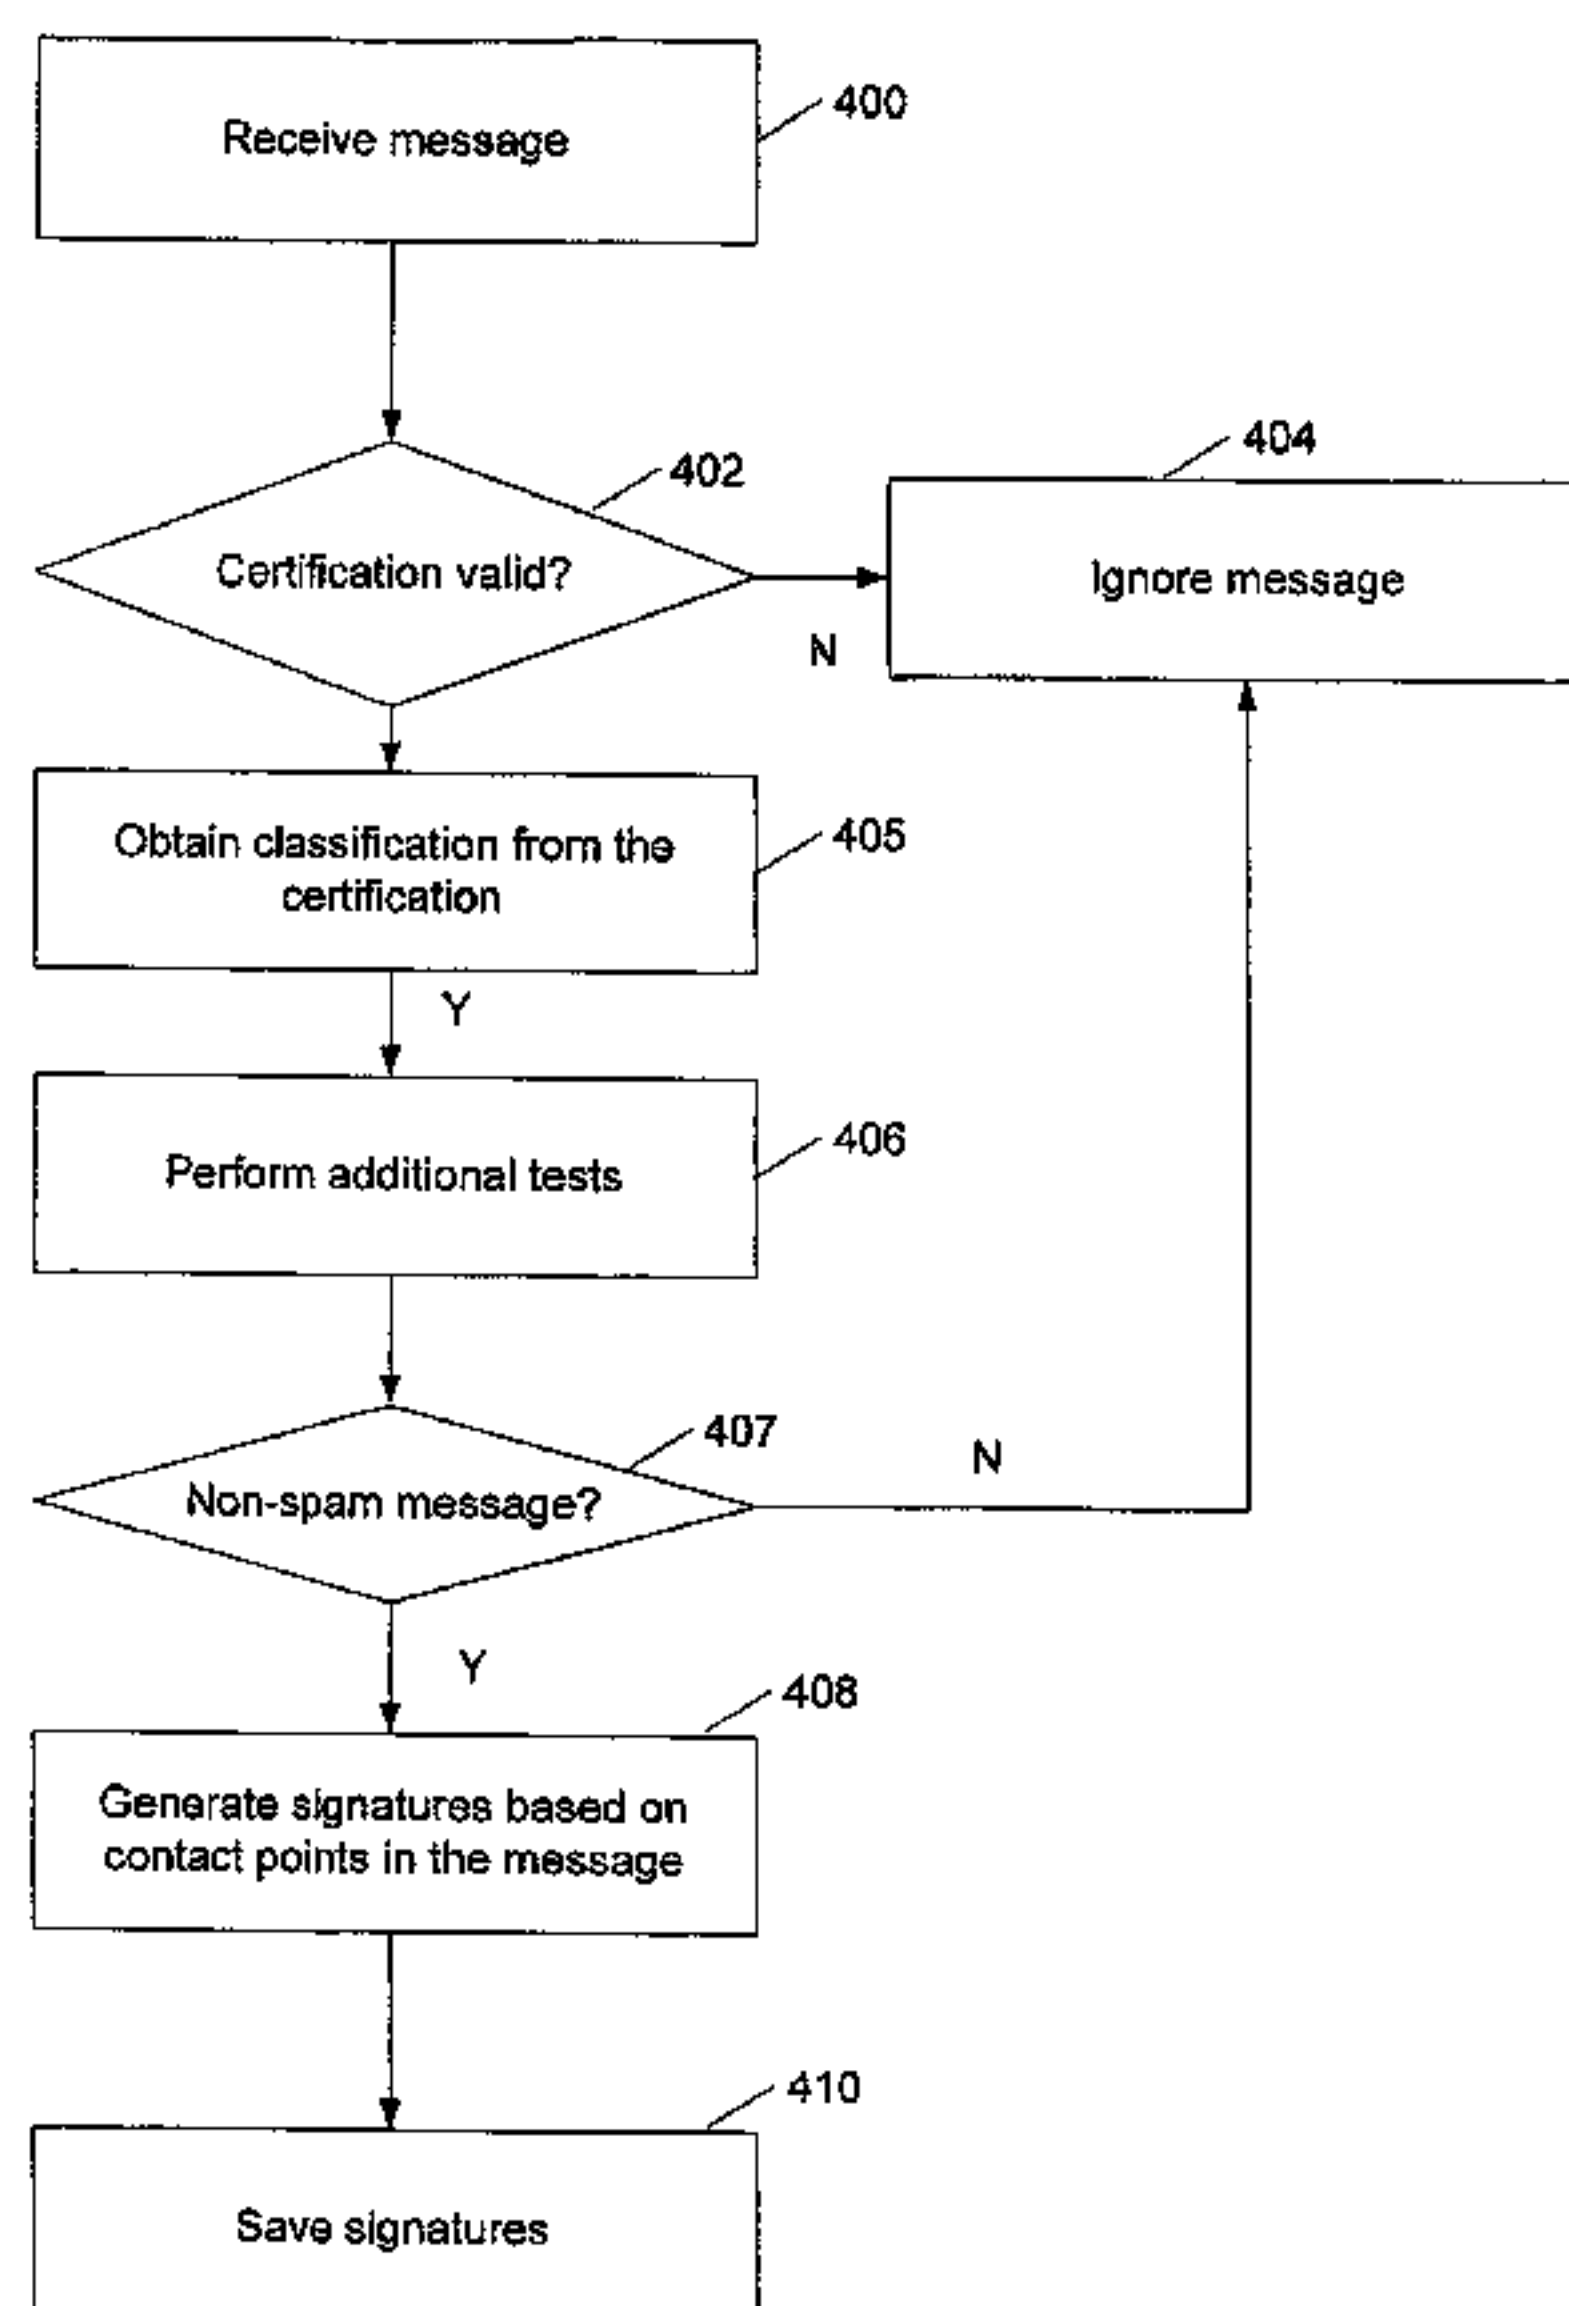 Receive message
400
402
Certification valid?
N
404
Ignore message
Obtain classification from the
certification
405
Y
Perform additional tests
406
407
Non-spam message?
N
Y
408
Generate signatures based on
contact points in the message
410
Save signatures